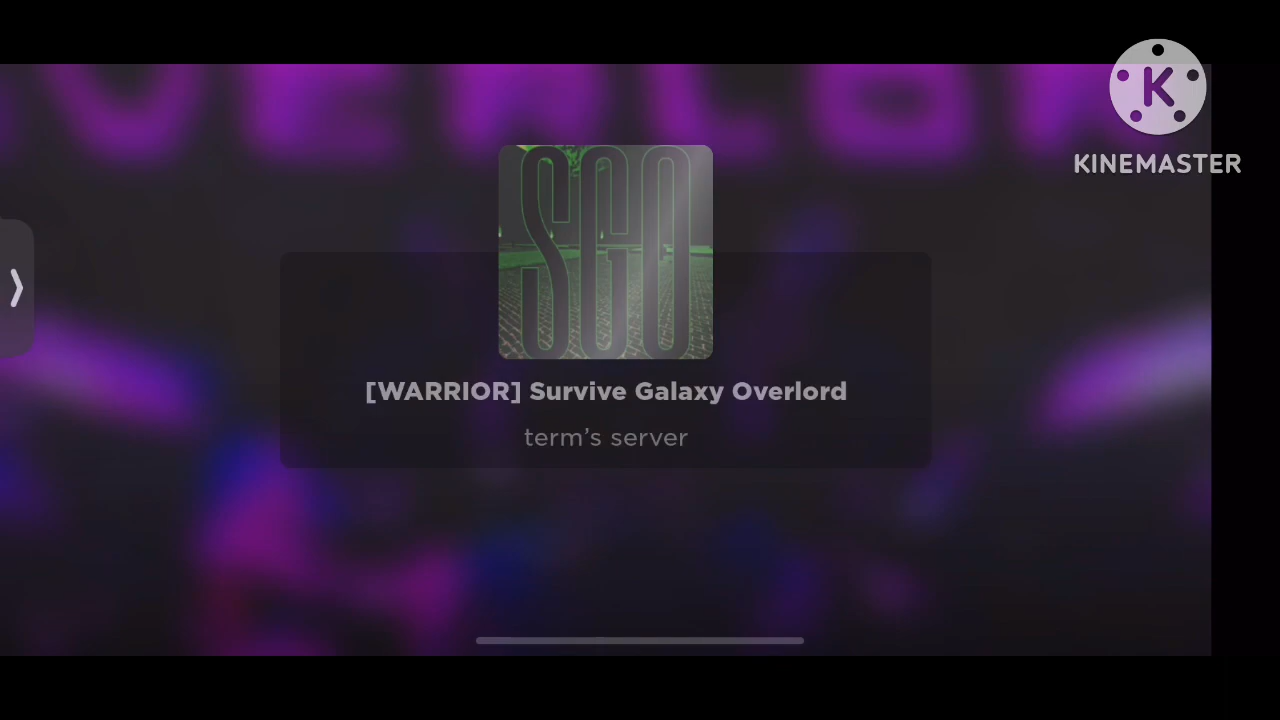 K
KINEMASTER
SGO
[WARRIOR] Survive Galaxy Overlord
term’s server